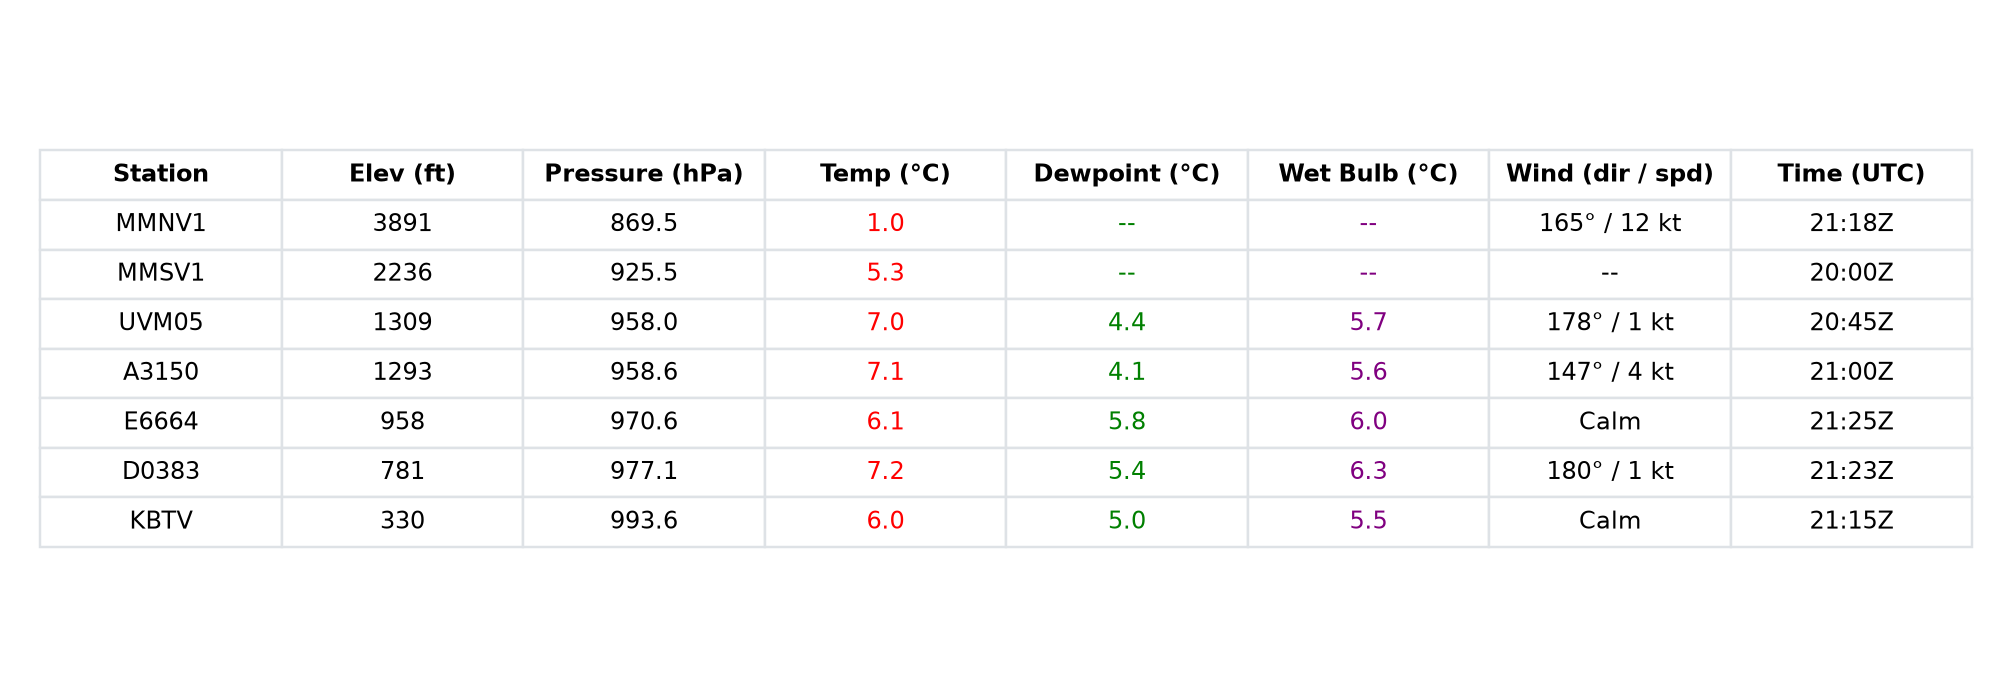 Station Elev (ft) Pressure (hPa) Temp (°C) Dewpoint (°C) Wet Bulb (°C) Wind (dir / spd) Time (UTC)
MMNV1 3891 869.5 1.0 -- -- 165° / 12 kt 21:18Z
MMSV1 2236 925.5 5.3 -- -- -- 20:00Z
UVM05 1309 958.0 7.0 4.4 5.7 178° / 1 kt 20:45Z
A3150 1293 958.6 7.1 4.1 5.6 147° / 4 kt 21:00Z
E6664 958 970.6 6.1 5.8 6.0 Calm 21:25Z
D0383 781 977.1 7.2 5.4 6.3 180° / 1 kt 21:23Z
KBTV 330 993.6 6.0 5.0 5.5 Calm 21:15Z